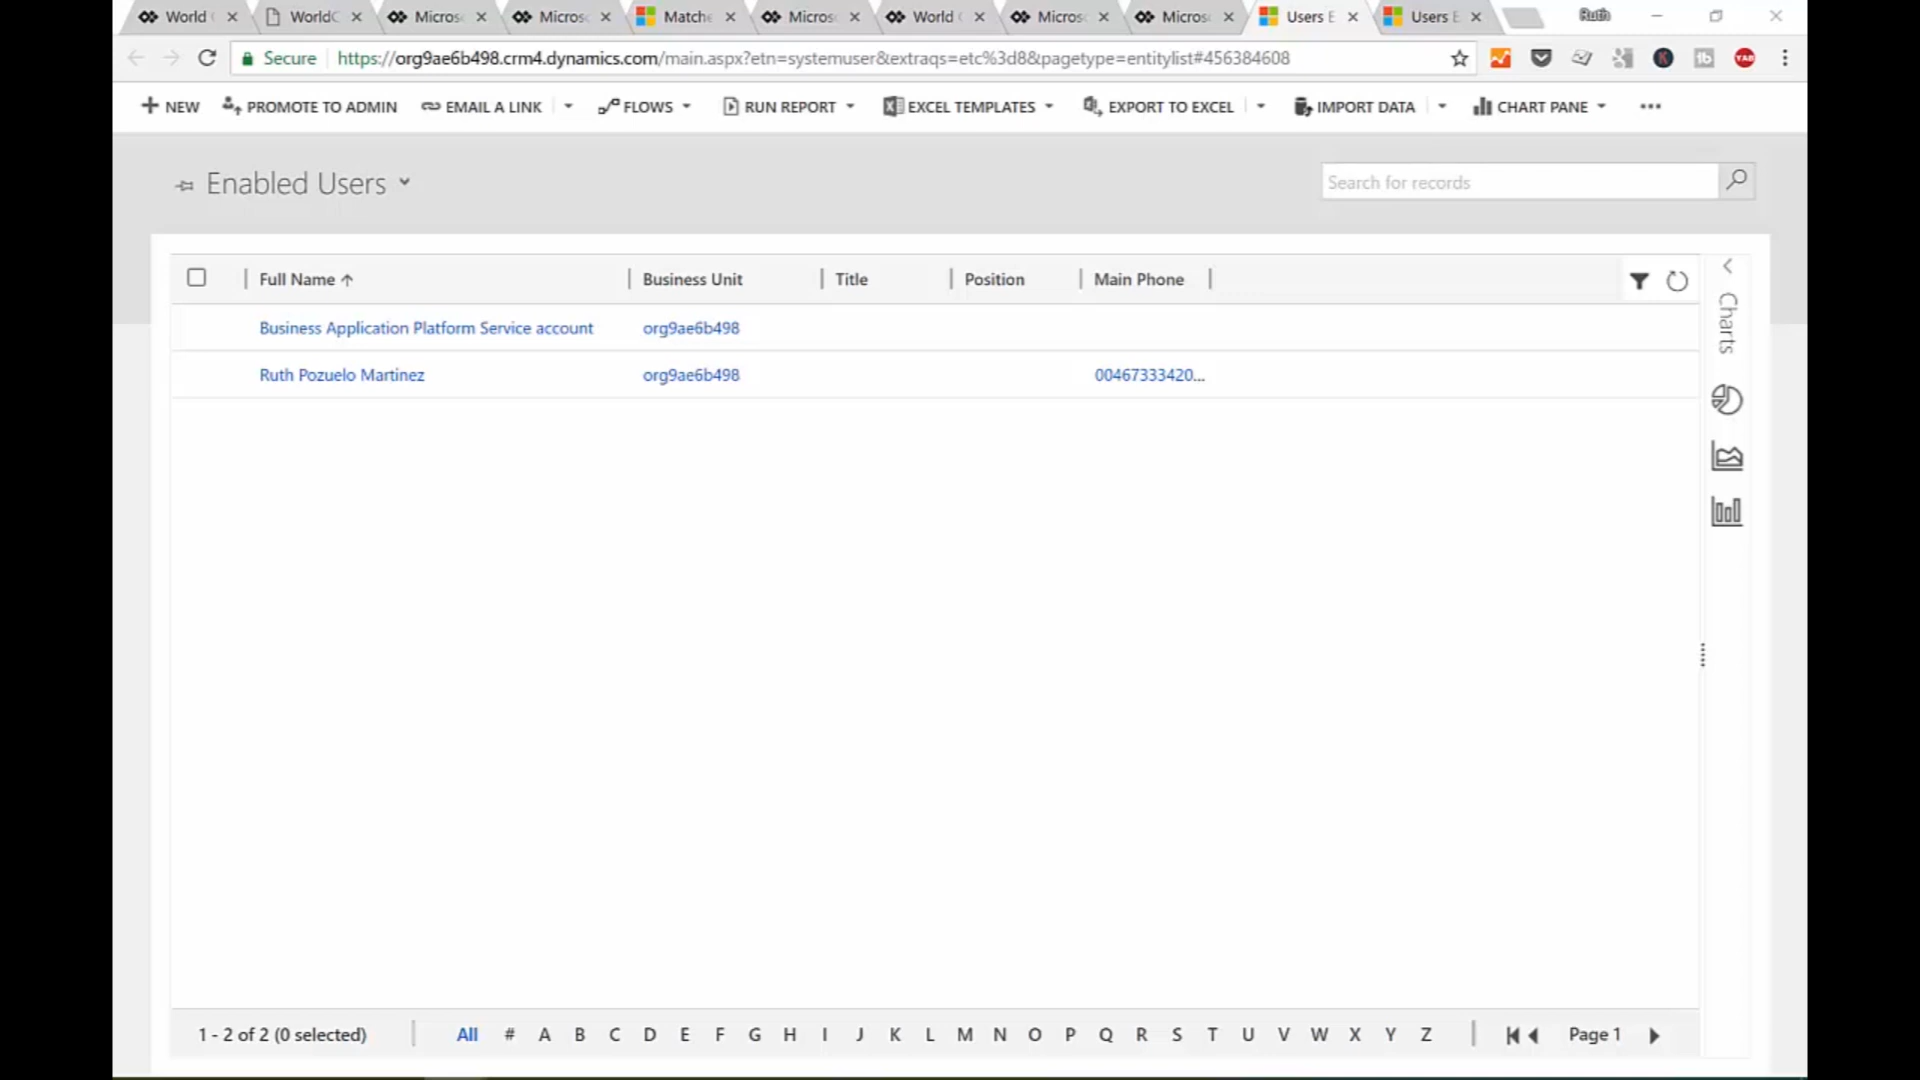 World
WorldC
Micros
Micros
Matche
Micros
World
Micros
Micros
Users E
Users E
Ruth
Secure
https://org9ae6b498.crm4.dynamics.com/main.aspx?etn=systemuser&extraqs=etc%3d8&pagetype=entitylist#456384608
YAB
NEW PROMOTE TO ADMIN EMAIL A LINK FLOWS RUN REPORT EXCEL TEMPLATES EXPORT TO EXCEL IMPORT DATA CHART PANE
Enabled Users
Search for records
Full Name Business Unit Title Position Main Phone
Business Application Platform Service account org9ae6b498
Ruth Pozuelo Martinez org9ae6b498 00467333420...
Charts
1 - 2 of 2 (0 selected) All # A B C D E F G H I J K L M N O P Q R S T U V W X Y Z Page 1